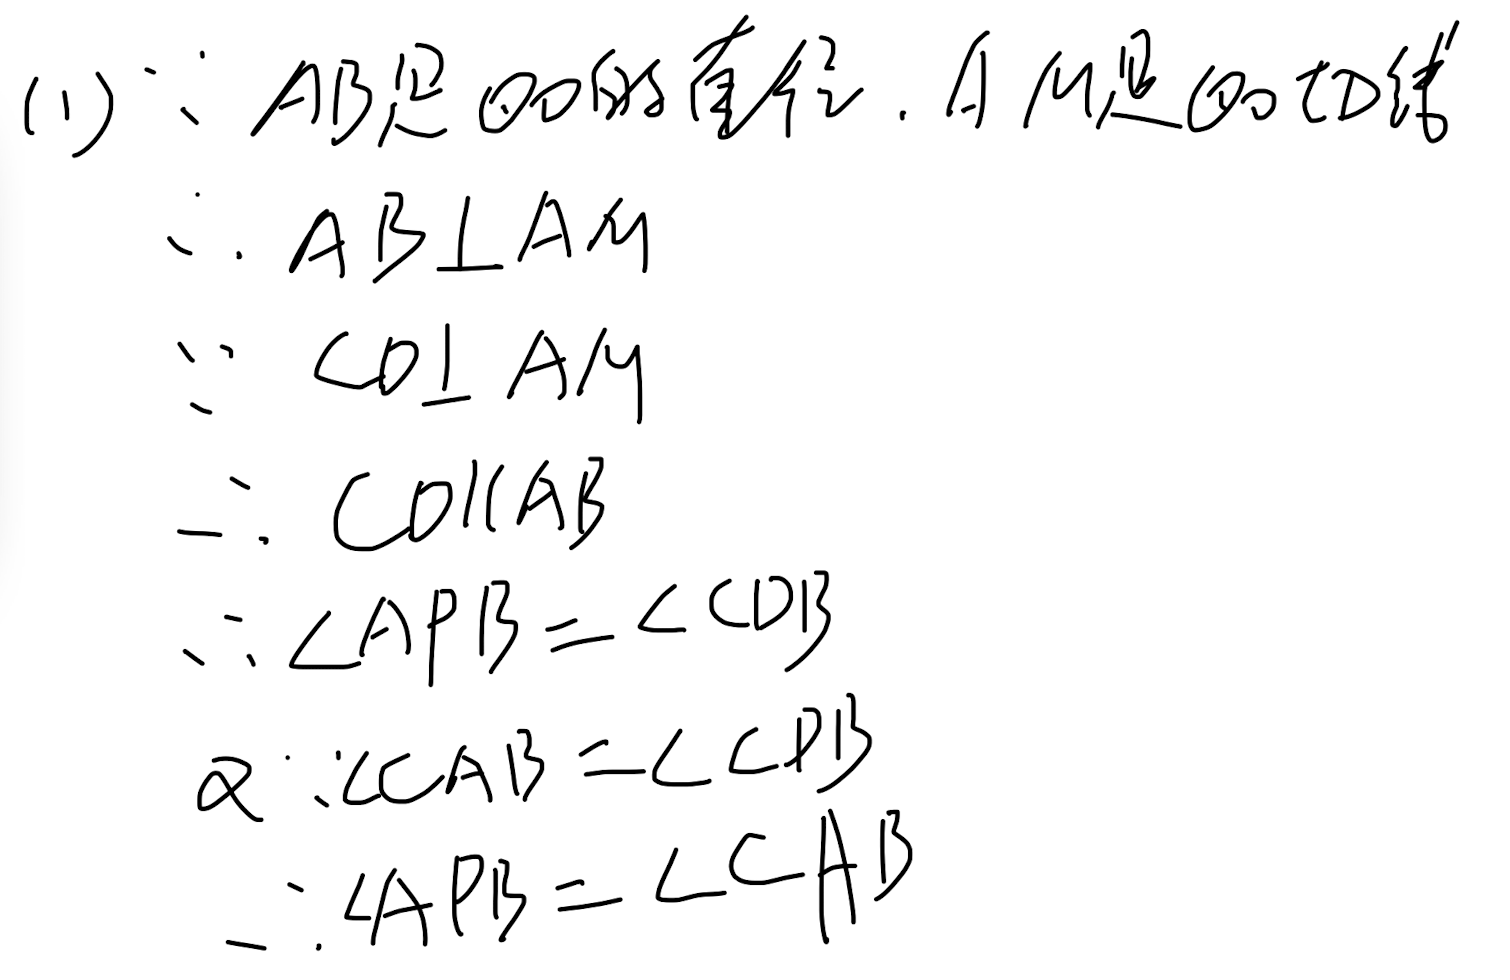 (1) ∵ AB是⊙O的直径.AM是⊙O切线
∴ AB⊥AM
∵ CD⊥AM
∴ CD∥AB
∴ ∠APB=∠CDB
又∵∠CAB=∠CPB
∴ ∠APB=∠CAB